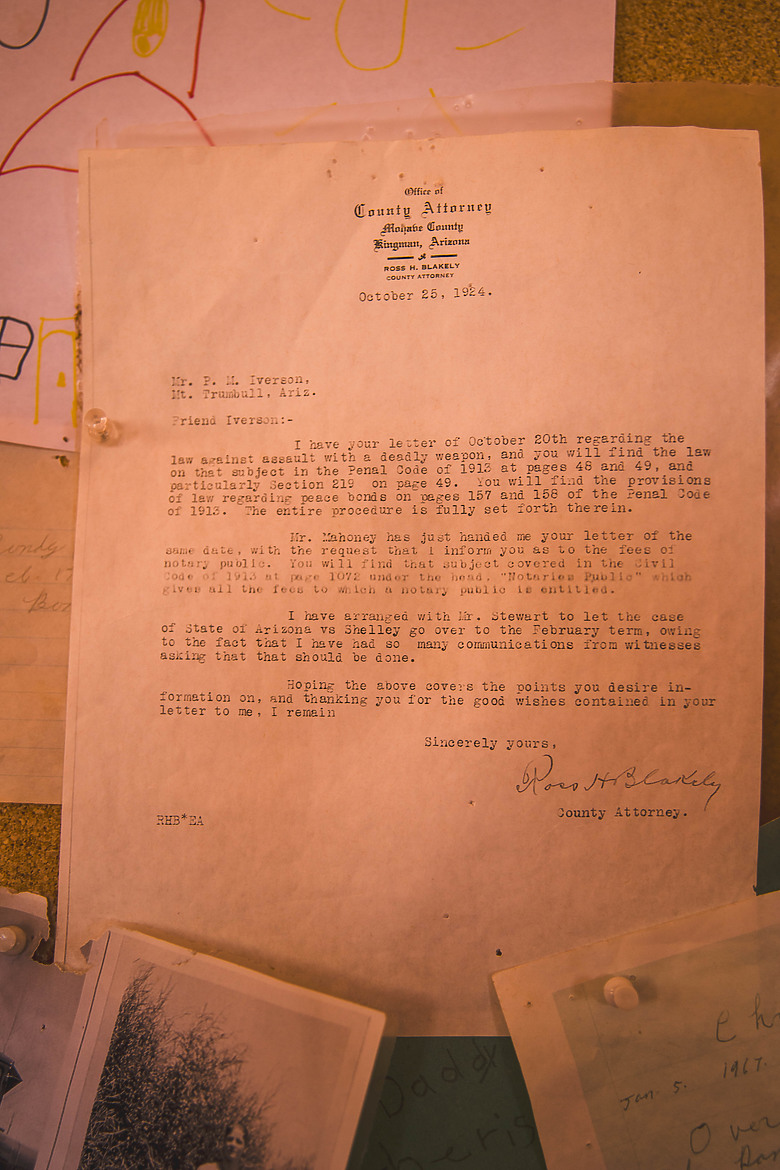 Office of
County Attorney
Mohave County
Kingman, Arizona
ROSS H. BLAKELY
COUNTY ATTORNEY
October 25, 1924.
Mr. P. M. Iverson,
Mt. Trumbull, Ariz.
Friend Iverson:-
I have your letter of October 20th regarding the
law against assault with a deadly weapon, and you will find the law
on that subject in the Penal Code of 1913 at pages 48 and 49, and
particularly Section 219 on page 49. You will find the provisions
of law regarding peace bonds on pages 157 and 158 of the Penal Code
of 1913. The entire procedure is fully set forth therein.
Mr. Mahoney has just handed me your letter of the
same date, with the request that I inform you as to the fees of
notary public. You will find that subject covered in the Civil
Code of 1913 at page 1072 under the head, "Notaries Public" which
gives all the fees to which a notary public is entitled.
I have arranged with Mr. Stewart to let the case
of State of Arizona vs Shelley go over to the February term, owing
to the fact that I have had so many communications from witnesses
asking that that should be done.
Hoping the above covers the points you desire in-
formation on, and thanking you for the good wishes contained in your
letter to me, I remain
Sincerely yours,
Ross H Blakely
County Attorney.
RHB*EA
Jan. 5. 1967.
Daddy